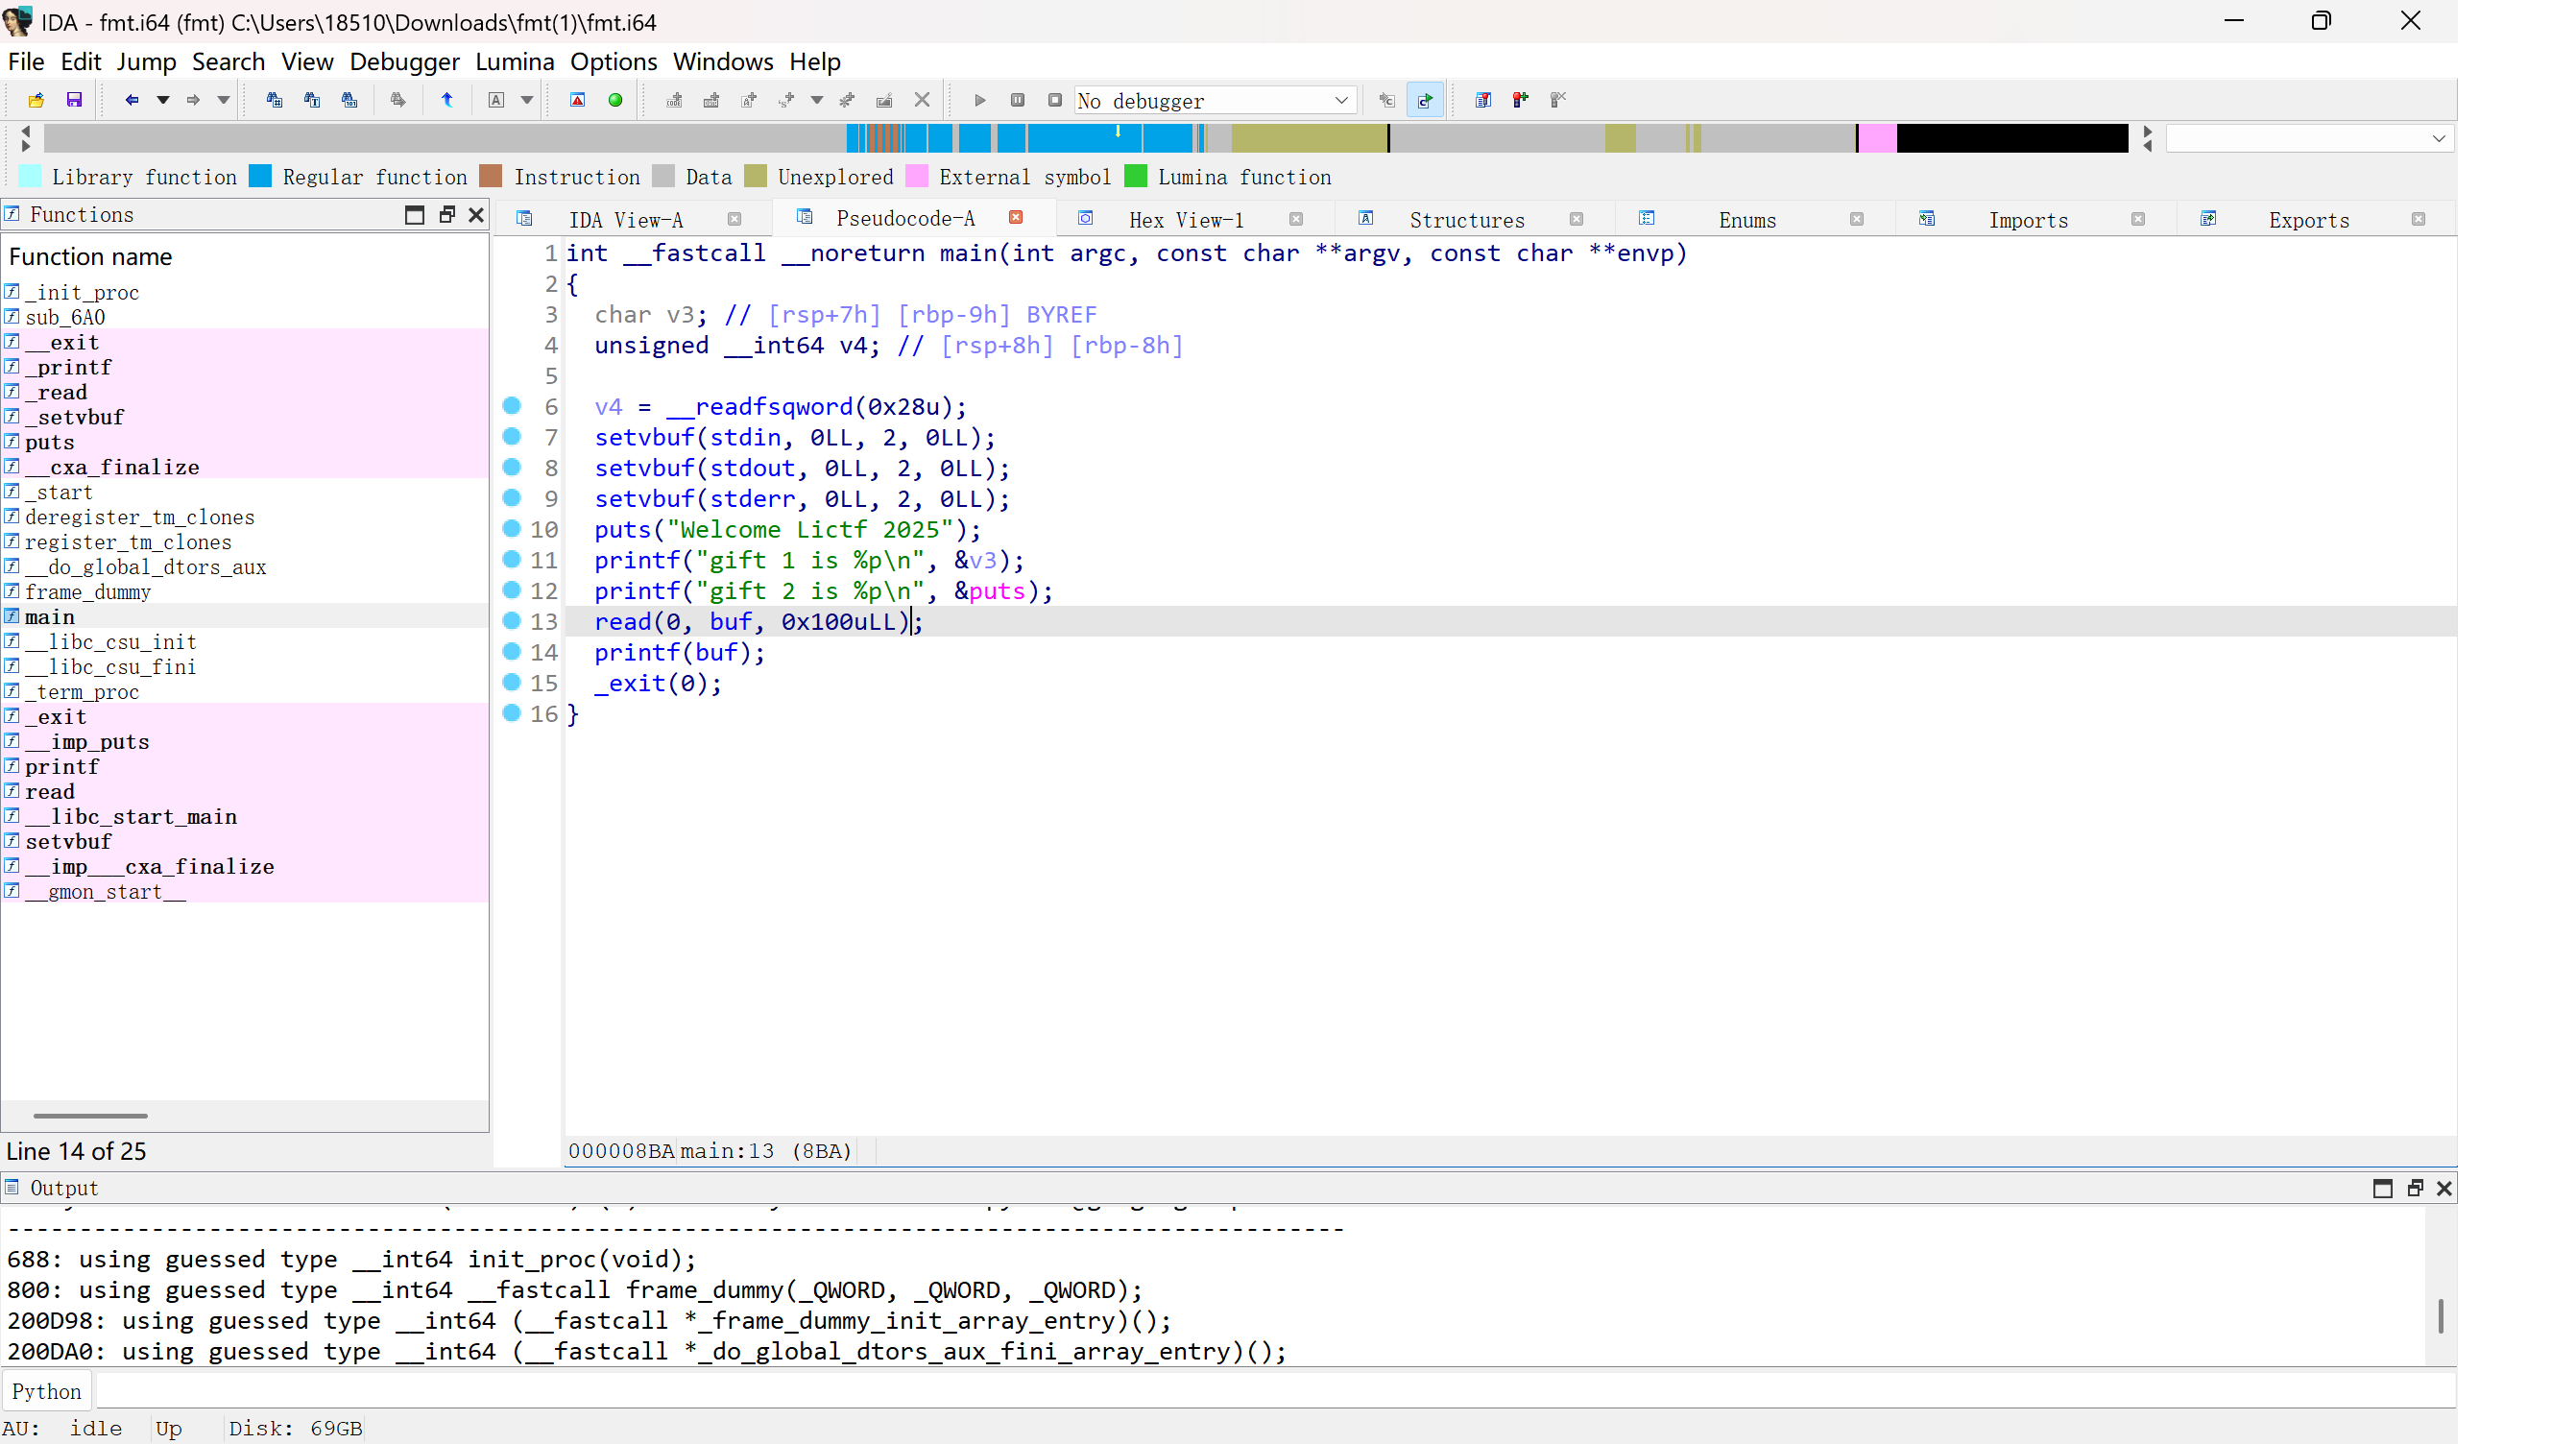 IDA - fmt.i64 (fmt) C:\Users\18510\Downloads\fmt(1)\fmt.i64
File Edit Jump Search View Debugger Lumina Options Windows Help
No debugger
Library function Regular function Instruction Data Unexplored External symbol Lumina function
Functions
Function name
_init_proc
sub_6A0
__exit
_printf
_read
_setvbuf
puts
__cxa_finalize
_start
deregister_tm_clones
register_tm_clones
__do_global_dtors_aux
frame_dummy
main
__libc_csu_init
__libc_csu_fini
_term_proc
_exit
__imp_puts
printf
read
__libc_start_main
setvbuf
__imp___cxa_finalize
__gmon_start__
Line 14 of 25
IDA View-A Pseudocode-A Hex View-1 Structures Enums Imports Exports
1 int __fastcall __noreturn main(int argc, const char **argv, const char **envp)
2 {
3 char v3; // [rsp+7h] [rbp-9h] BYREF
4 unsigned __int64 v4; // [rsp+8h] [rbp-8h]
5
6 v4 = __readfsqword(0x28u);
7 setvbuf(stdin, 0LL, 2, 0LL);
8 setvbuf(stdout, 0LL, 2, 0LL);
9 setvbuf(stderr, 0LL, 2, 0LL);
10 puts("Welcome Lictf 2025");
11 printf("gift 1 is %p\n", &v3);
12 printf("gift 2 is %p\n", &puts);
13 read(0, buf, 0x100uLL);
14 printf(buf);
15 _exit(0);
16 }
000008BA main:13 (8BA)
Output
--------------------------------------------------------------------------------------------
688: using guessed type __int64 init_proc(void);
800: using guessed type __int64 __fastcall frame_dummy(_QWORD, _QWORD, _QWORD);
200D98: using guessed type __int64 (__fastcall *_frame_dummy_init_array_entry)();
200DA0: using guessed type __int64 (__fastcall *_do_global_dtors_aux_fini_array_entry)();
Python
AU: idle Up Disk: 69GB